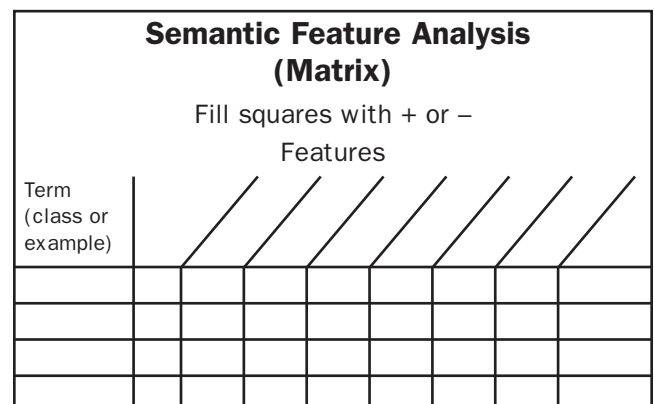 Semantic Feature Analysis
(Matrix)
Fill squares with + or –
Features
Term
(class or
example)